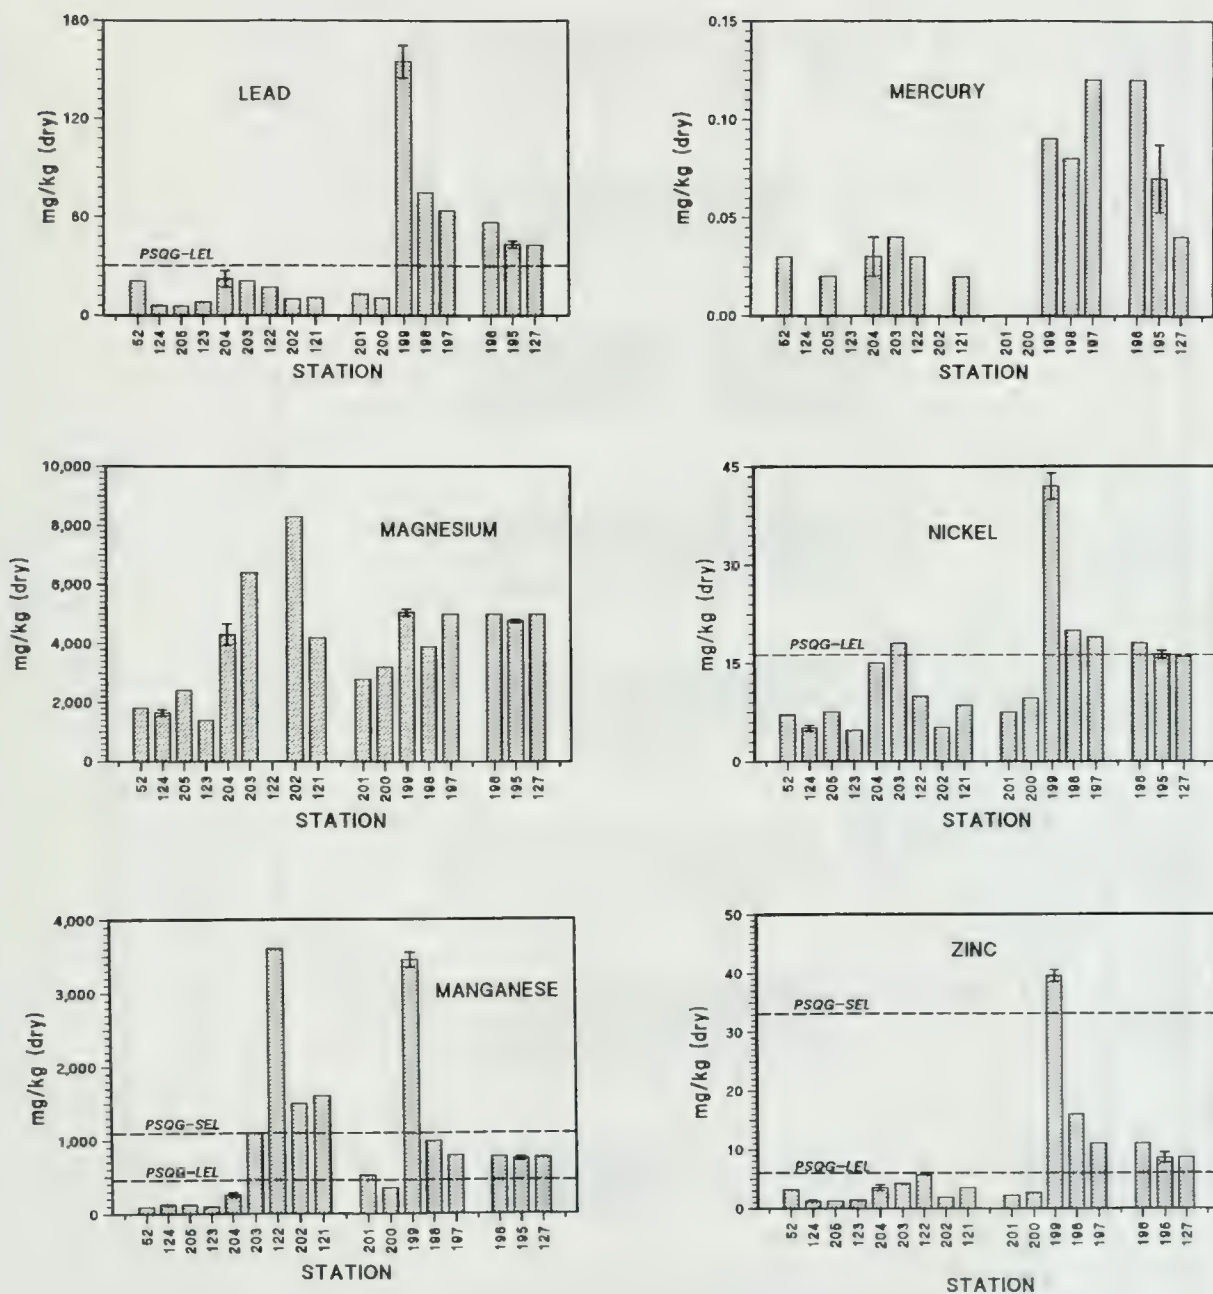 LEAD
mg/kg (dry)
180
120
60
0
PSQG-LEL
52 124 205 123 204 203 122 202 121 201 200 199 198 197 196 195 127
STATION
MERCURY
mg/kg (dry)
0.15
0.10
0.05
0.00
52 124 205 123 204 203 122 202 121 201 200 199 198 197 196 195 127
STATION
MAGNESIUM
mg/kg (dry)
10,000
8,000
6,000
4,000
2,000
0
52 124 205 123 204 203 122 202 121 201 200 199 198 197 196 195 127
STATION
NICKEL
mg/kg (dry)
45
30
15
0
PSQG-LEL
52 124 205 123 204 203 122 202 121 201 200 199 198 197 196 195 127
STATION
MANGANESE
mg/kg (dry)
4,000
3,000
2,000
1,000
0
PSQG-SEL
PSQG-LEL
52 124 205 123 204 203 122 202 121 201 200 199 198 197 196 195 127
STATION
ZINC
mg/kg (dry)
50
40
30
20
10
0
PSQG-SEL
PSQG-LEL
52 124 205 123 204 203 122 202 121 201 200 199 198 197 196 195 127
STATION